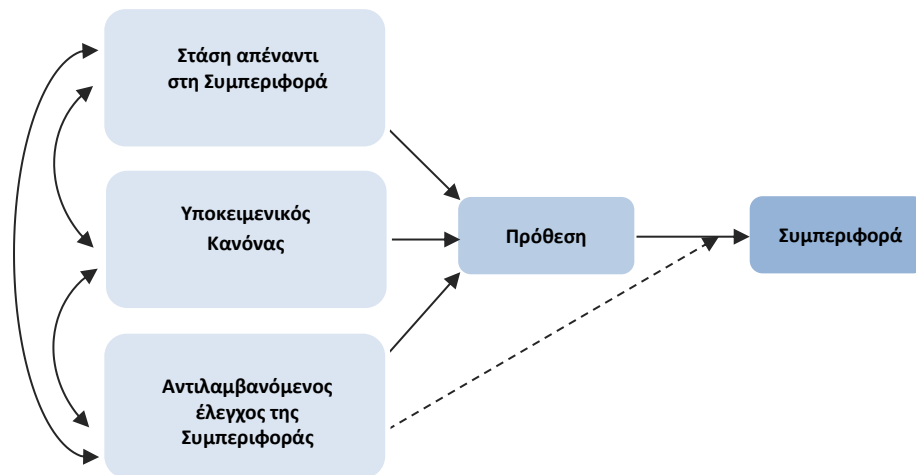 Στάση απέναντι
στη Συμπεριφορά
Υποκειμενικός
Κανόνας
Πρόθεση
Συμπεριφορά
Αντιλαμβανόμενος
έλεγχος της
Συμπεριφοράς